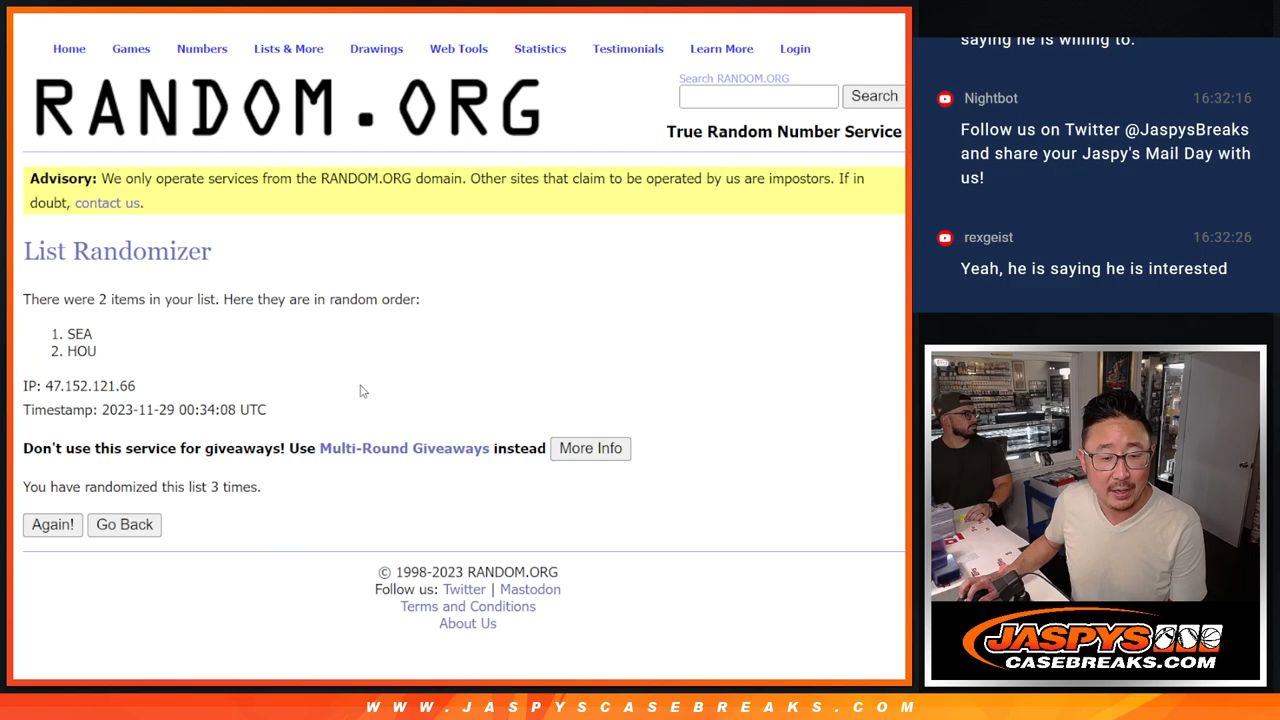 Home Games Numbers Lists & More Drawings Web Tools Statistics Testimonials Learn More Login
RANDOM.ORG
Search RANDOM.ORG
Search
True Random Number Service
Advisory: We only operate services from the RANDOM.ORG domain. Other sites that claim to be operated by us are impostors. If in
doubt, contact us.
List Randomizer
There were 2 items in your list. Here they are in random order:
1. SEA
2. HOU
IP: 47.152.121.66
Timestamp: 2023-11-29 00:34:08 UTC
Don't use this service for giveaways! Use Multi-Round Giveaways instead More Info
You have randomized this list 3 times.
Again! Go Back
© 1998-2023 RANDOM.ORG
Follow us: Twitter | Mastodon
Terms and Conditions
About Us
saying he is willing to.
Nightbot 16:32:16
Follow us on Twitter @JaspysBreaks
and share your Jaspy's Mail Day with
us!
rexgeist 16:32:26
Yeah, he is saying he is interested
JASPYS
CASEBREAKS.COM
WWW.JASPYSCASEBREAKS.COM